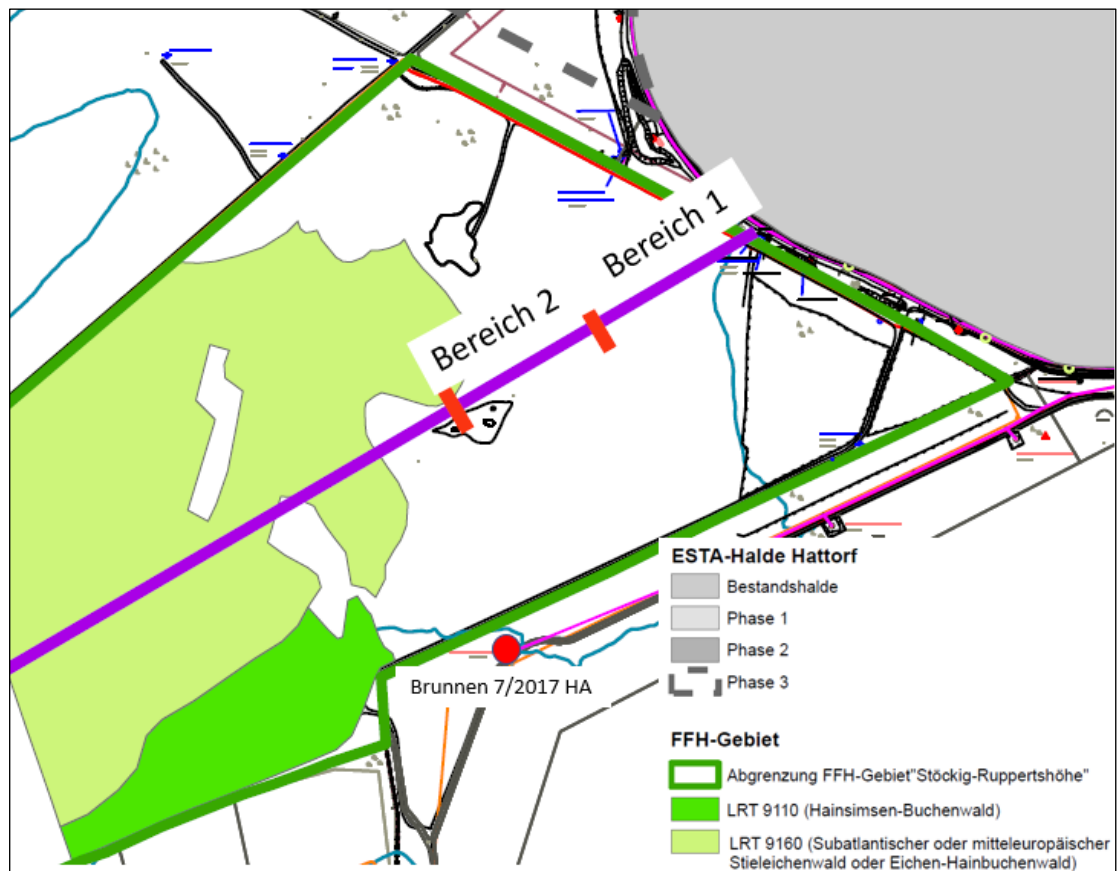 Bereich 1
Bereich 2
Brunnen 7/2017 HA
ESTA-Halde Hattorf
Bestandshalde
Phase 1
Phase 2
Phase 3
FFH-Gebiet
Abgrenzung FFH-Gebiet"Stöckig-Ruppertshöhe"
LRT 9110 (Hainsimsen-Buchenwald)
LRT 9160 (Subatlantischer oder mitteleuropäischer
Stieleichenwald oder Eichen-Hainbuchenwald)